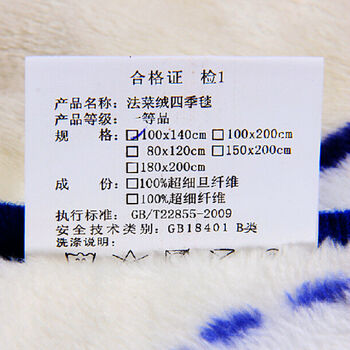 合格证 检1
产品名称: 法菜绒四季毯
产品等级: 一等品
规格: ☑100x140cm □100x200cm
□80x120cm □150x200cm
□180x200cm
成份: □100%超细旦纤维
□100%超细纤维
执行标准: GB/T22855-2009
安全技术类别: GB18401 B类
洗涤说明: